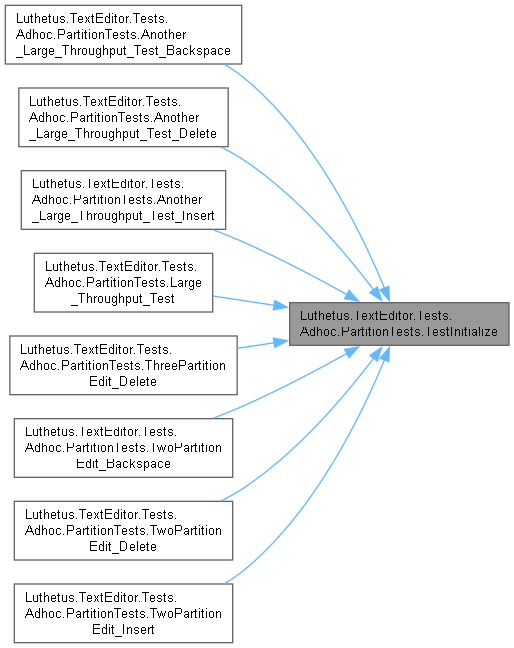 Luthetus.TextEditor.Tests.
Adhoc.PartitionTests.Another
_Large_Throughput_Test_Backspace
Luthetus.TextEditor.Tests.
Adhoc.PartitionTests.Another
_Large_Throughput_Test_Delete
Luthetus.TextEditor.Tests.
Adhoc.PartitionTests.Another
_Large_Throughput_Test_Insert
Luthetus.TextEditor.Tests.
Adhoc.PartitionTests.Large
_Throughput_Test
Luthetus.TextEditor.Tests.
Adhoc.PartitionTests.TestInitialize
Luthetus.TextEditor.Tests.
Adhoc.PartitionTests.ThreePartition
Edit_Delete
Luthetus.TextEditor.Tests.
Adhoc.PartitionTests.TwoPartition
Edit_Backspace
Luthetus.TextEditor.Tests.
Adhoc.PartitionTests.TwoPartition
Edit_Delete
Luthetus.TextEditor.Tests.
Adhoc.PartitionTests.TwoPartition
Edit_Insert